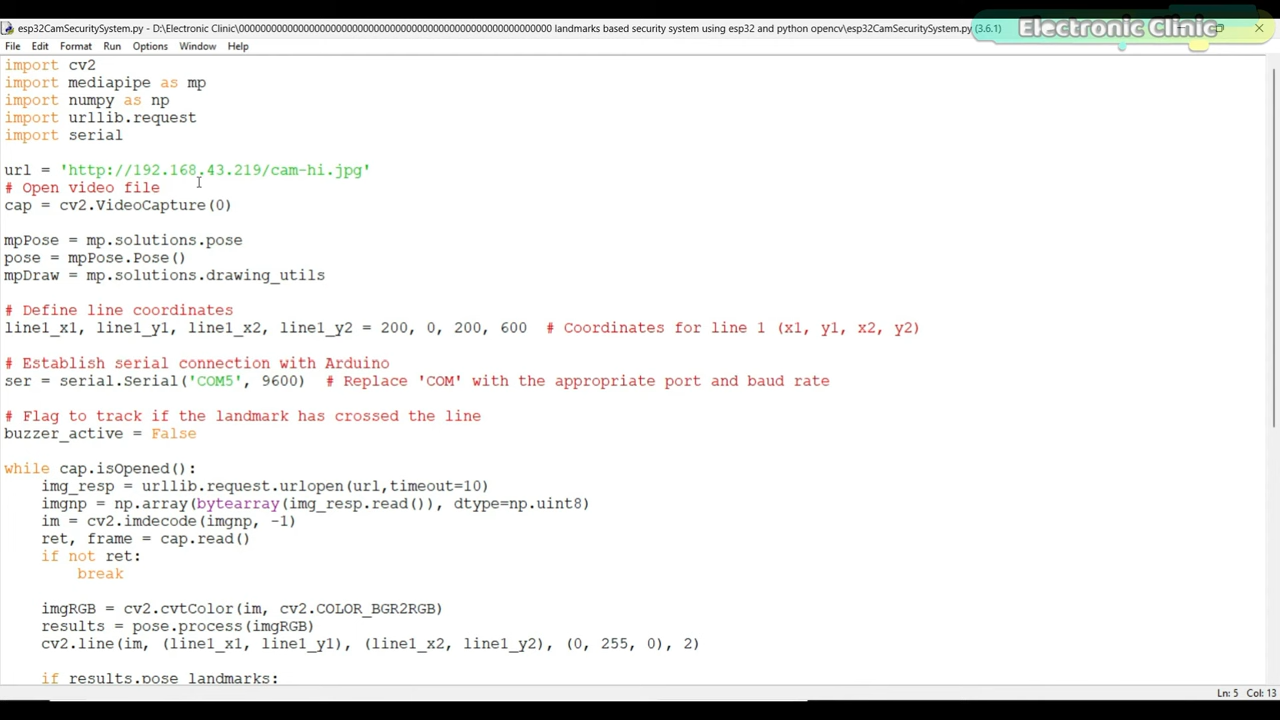 esp32CamSecuritySystem.py - D:\Electronic Clinic\ landmarks based security system using esp32 and python opencv\esp32CamSecuritySystem.py (3.6.1)
Electronic Clinic
File Edit Format Run Options Window Help
import cv2
import mediapipe as mp
import numpy as np
import urllib.request
import serial
url = 'http://192.168.43.219/cam-hi.jpg'
# Open video file
cap = cv2.VideoCapture(0)
mpPose = mp.solutions.pose
pose = mpPose.Pose()
mpDraw = mp.solutions.drawing_utils
# Define line coordinates
line1_x1, line1_y1, line1_x2, line1_y2 = 200, 0, 200, 600  # Coordinates for line 1 (x1, y1, x2, y2)
# Establish serial connection with Arduino
ser = serial.Serial('COM5', 9600)  # Replace 'COM' with the appropriate port and baud rate
# Flag to track if the landmark has crossed the line
buzzer_active = False
while cap.isOpened():
    img_resp = urllib.request.urlopen(url,timeout=10)
    imgnp = np.array(bytearray(img_resp.read()), dtype=np.uint8)
    im = cv2.imdecode(imgnp, -1)
    ret, frame = cap.read()
    if not ret:
        break
    imgRGB = cv2.cvtColor(im, cv2.COLOR_BGR2RGB)
    results = pose.process(imgRGB)
    cv2.line(im, (line1_x1, line1_y1), (line1_x2, line1_y2), (0, 255, 0), 2)
    if results.pose_landmarks:
Ln: 5 Col: 13